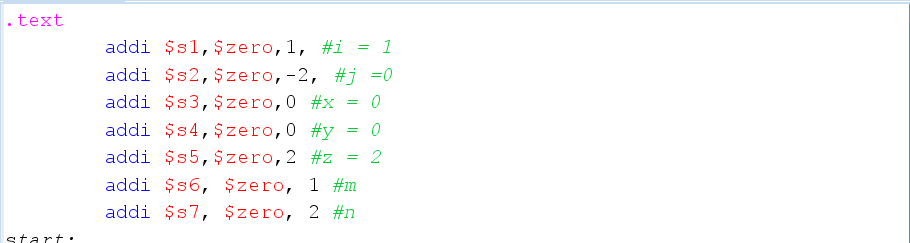 .text
addi $s1,$zero,1, #i = 1
addi $s2,$zero,-2, #j =0
addi $s3,$zero,0 #x = 0
addi $s4,$zero,0 #y = 0
addi $s5,$zero,2 #z = 2
addi $s6, $zero, 1 #m
addi $s7, $zero, 2 #n
start: